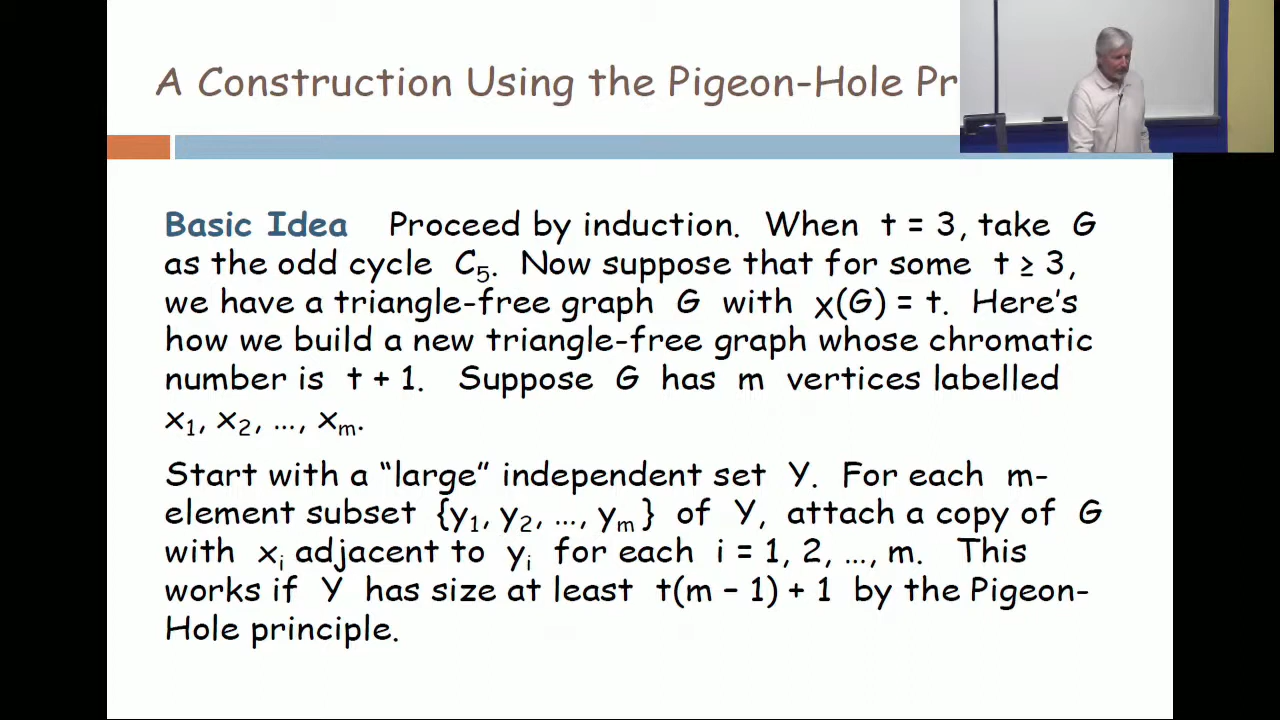 A Construction Using the Pigeon-Hole Pr
Basic Idea Proceed by induction. When t = 3, take G
as the odd cycle C₅. Now suppose that for some t ≥ 3,
we have a triangle-free graph G with χ(G) = t. Here's
how we build a new triangle-free graph whose chromatic
number is t + 1. Suppose G has m vertices labelled
x₁, x₂, ..., xₘ.
Start with a "large" independent set Y. For each m-
element subset {y₁, y₂, ..., yₘ} of Y, attach a copy of G
with xᵢ adjacent to yᵢ for each i = 1, 2, ..., m. This
works if Y has size at least t(m – 1) + 1 by the Pigeon-
Hole principle.